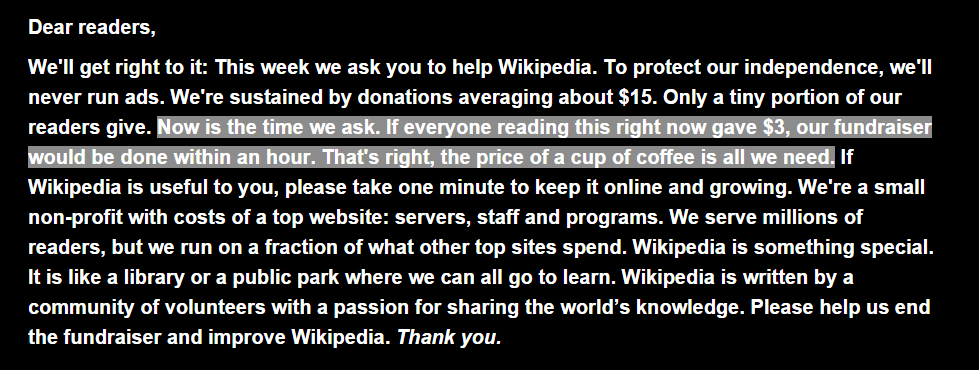 Dear readers,
We'll get right to it: This week we ask you to help Wikipedia. To protect our independence, we'll
never run ads. We're sustained by donations averaging about $15. Only a tiny portion of our
readers give. Now is the time we ask. If everyone reading this right now gave $3, our fundraiser
would be done within an hour. That's right, the price of a cup of coffee is all we need. If
Wikipedia is useful to you, please take one minute to keep it online and growing. We're a small
non-profit with costs of a top website: servers, staff and programs. We serve millions of
readers, but we run on a fraction of what other top sites spend. Wikipedia is something special.
It is like a library or a public park where we can all go to learn. Wikipedia is written by a
community of volunteers with a passion for sharing the world’s knowledge. Please help us end
the fundraiser and improve Wikipedia. Thank you.